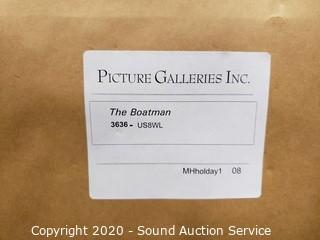 PICTURE GALLERIES INC.
The Boatman
3636 - US8WL
MHholday1 08
Copyright 2020 - Sound Auction Service